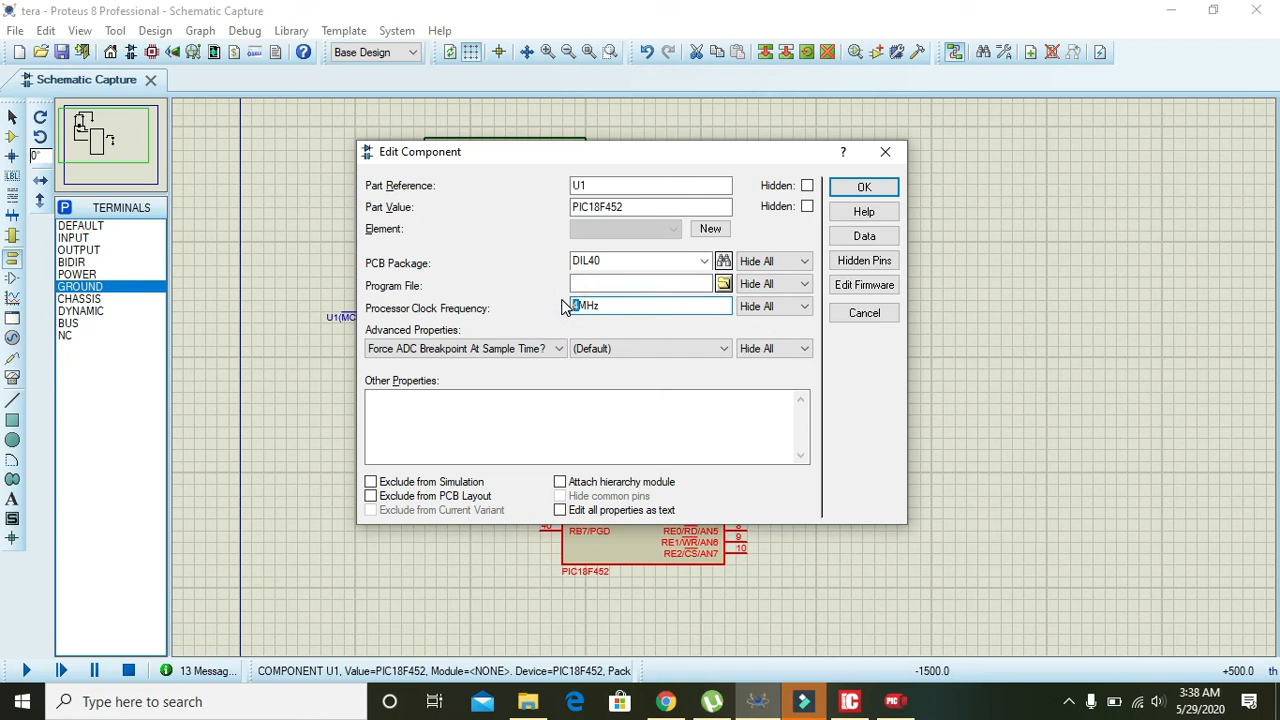 tera - Proteus 8 Professional - Schematic Capture
File Edit View Tool Design Graph Debug Library Template System Help
Base Design
Schematic Capture
0°
LBL
P TERMINALS
DEFAULT
INPUT
OUTPUT
BIDIR
POWER
GROUND
CHASSIS
DYNAMIC
BUS
NC
A
S
U1(MC
Edit Component
?
Part Reference: U1 Hidden:
Part Value: PIC18F452 Hidden:
Element: New
PCB Package: DIL40 Hide All
Program File: Hide All
Processor Clock Frequency: 4MHz Hide All
Advanced Properties:
Force ADC Breakpoint At Sample Time? (Default) Hide All
Other Properties:
Exclude from Simulation Attach hierarchy module
Exclude from PCB Layout Hide common pins
Exclude from Current Variant Edit all properties as text
OK
Help
Data
Hidden Pins
Edit Firmware
Cancel
40 RB7/PGD RE0/RD/AN5 8
RE1/WR/AN6 9
RE2/CS/AN7 10
PIC18F452
13 Messag... COMPONENT U1, Value=PIC18F452, Module=<NONE>. Device=PIC18F452, Pack -1500.0 +500.0
Type here to search
IC
PIC
3:38 AM
5/29/2020